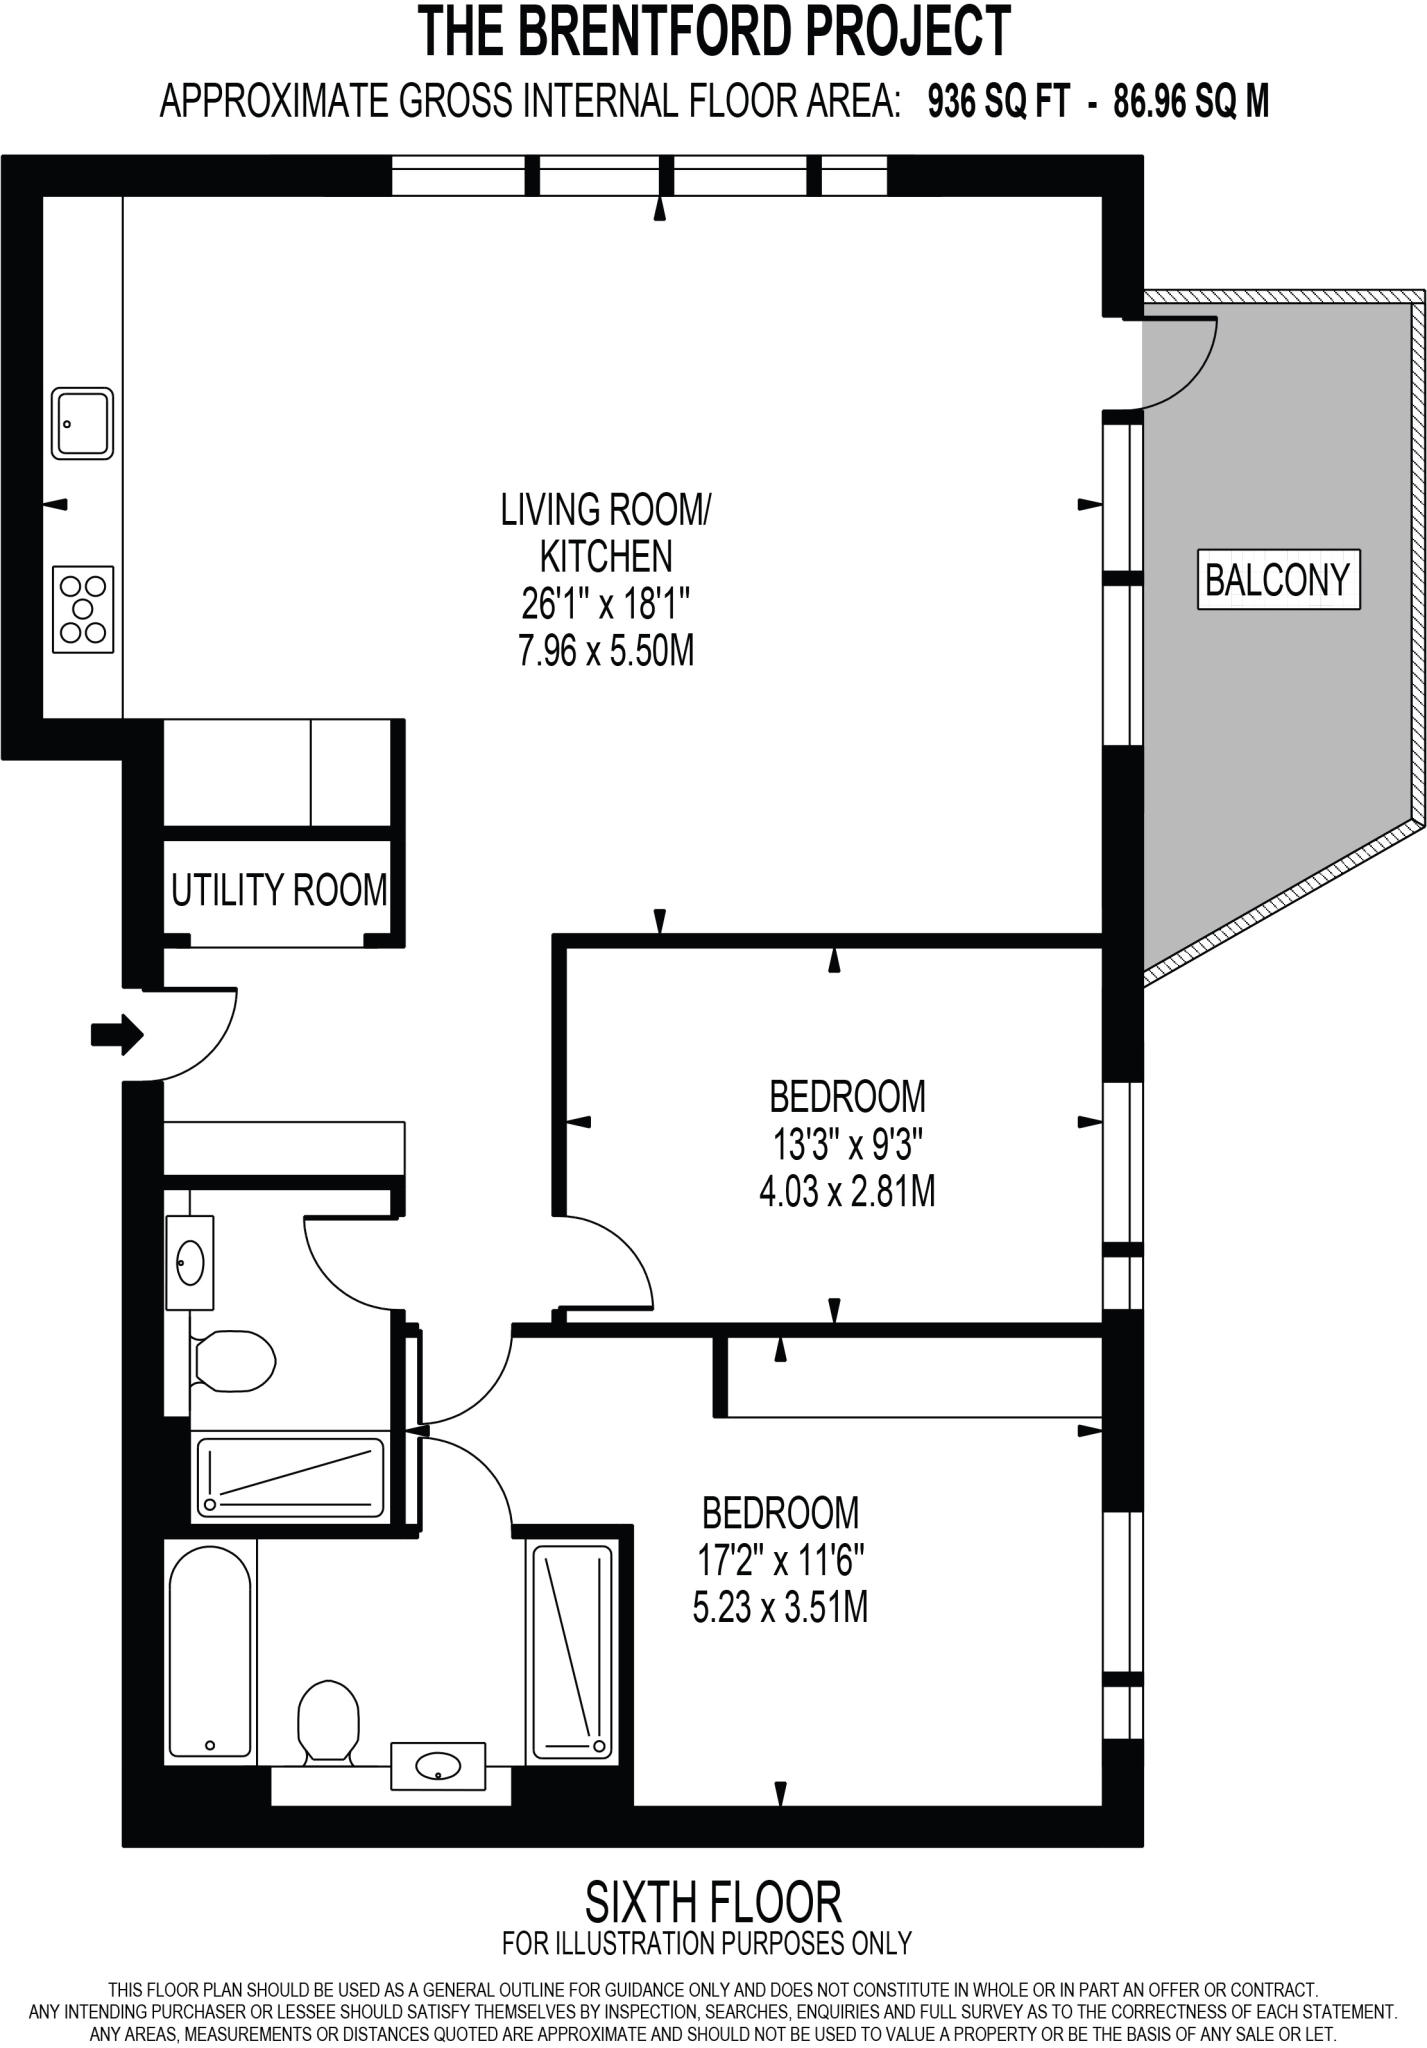 THE BRENTFORD PROJECT
APPROXIMATE GROSS INTERNAL FLOOR AREA: 936 SQ FT - 86.96 SQ M
LIVING ROOM/
KITCHEN
26'1" x 18'1"
7.96 x 5.50M
BALCONY
UTILITY ROOM
BEDROOM
13'3" x 9'3"
4.03 x 2.81M
BEDROOM
17'2" x 11'6"
5.23 x 3.51M
SIXTH FLOOR
FOR ILLUSTRATION PURPOSES ONLY
THIS FLOOR PLAN SHOULD BE USED AS A GENERAL OUTLINE FOR GUIDANCE ONLY AND DOES NOT CONSTITUTE IN WHOLE OR IN PART AN OFFER OR CONTRACT.
ANY INTENDING PURCHASER OR LESSEE SHOULD SATISFY THEMSELVES BY INSPECTION, SEARCHES, ENQUIRIES AND FULL SURVEY AS TO THE CORRECTNESS OF EACH STATEMENT.
ANY AREAS, MEASUREMENTS OR DISTANCES QUOTED ARE APPROXIMATE AND SHOULD NOT BE USED TO VALUE A PROPERTY OR BE THE BASIS OF ANY SALE OR LET.